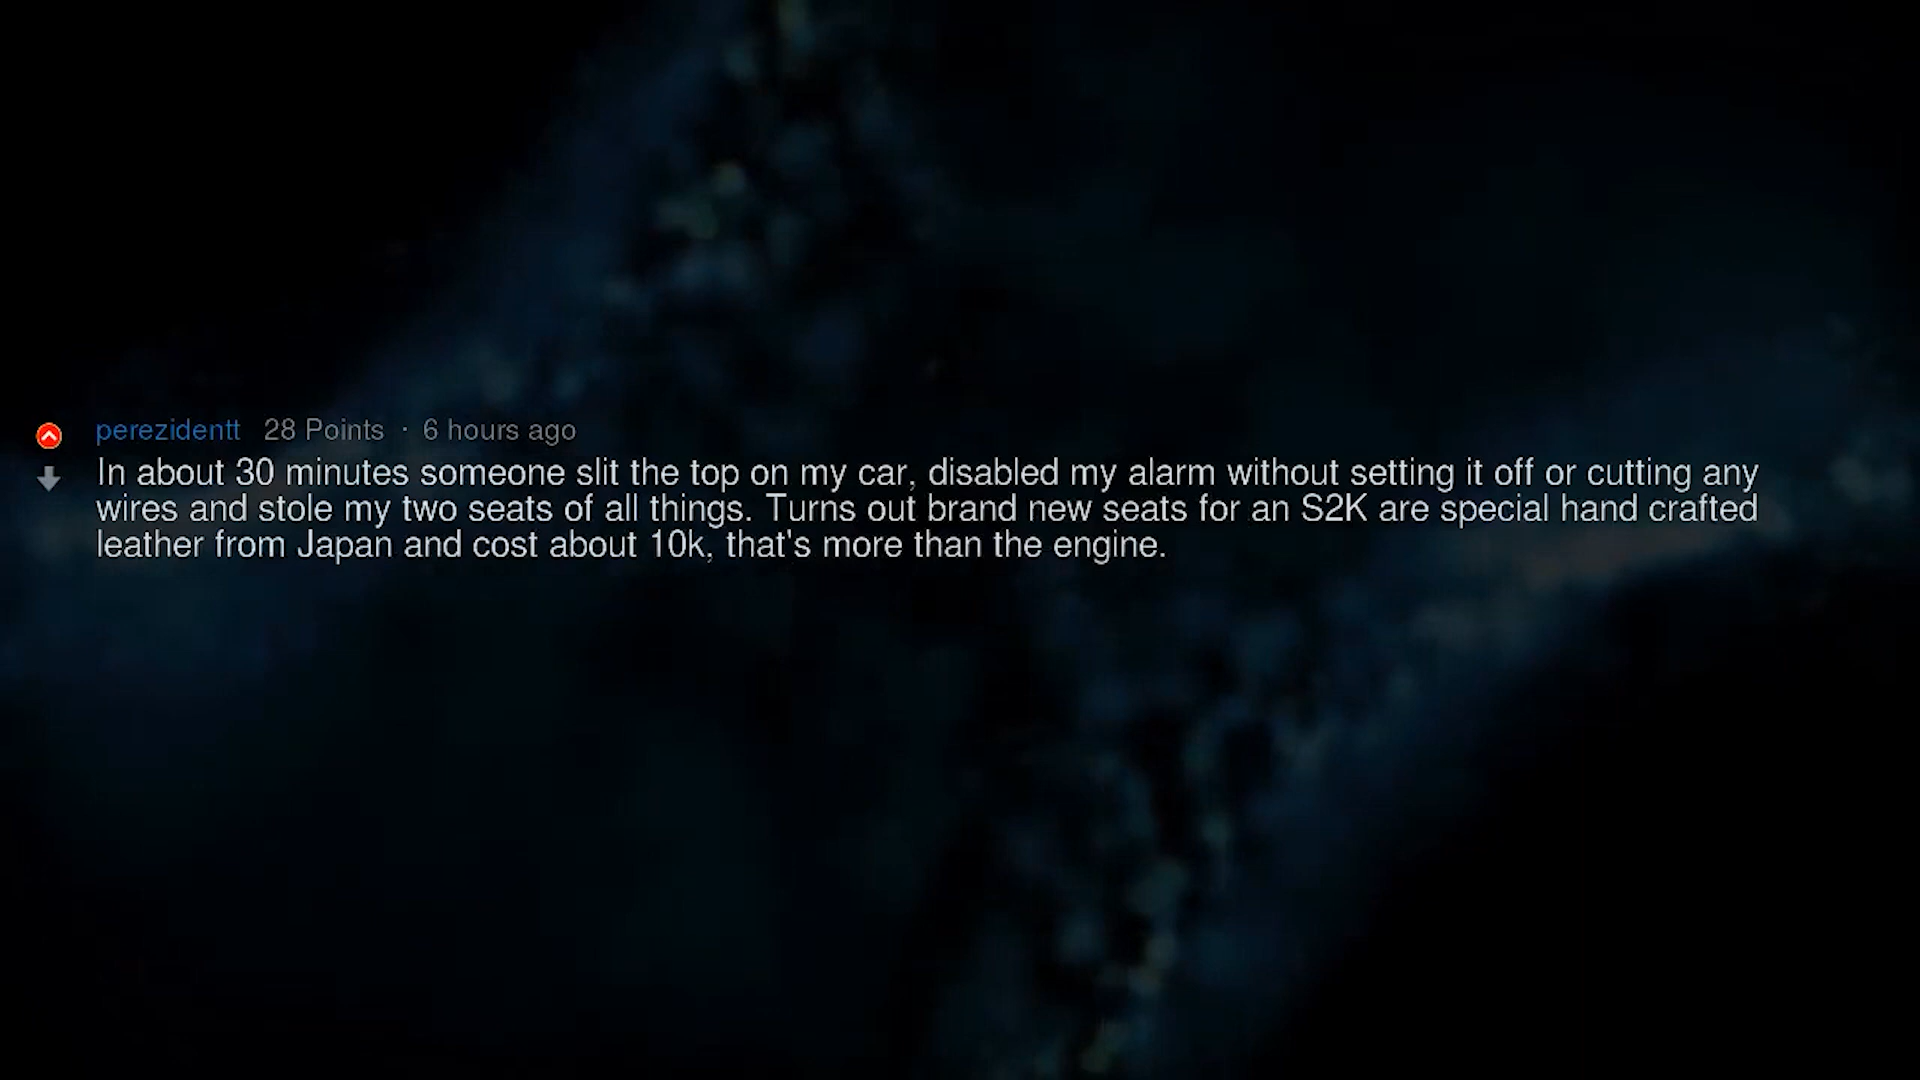 perezidentt 28 Points · 6 hours ago
In about 30 minutes someone slit the top on my car, disabled my alarm without setting it off or cutting any
wires and stole my two seats of all things. Turns out brand new seats for an S2K are special hand crafted
leather from Japan and cost about 10k, that's more than the engine.